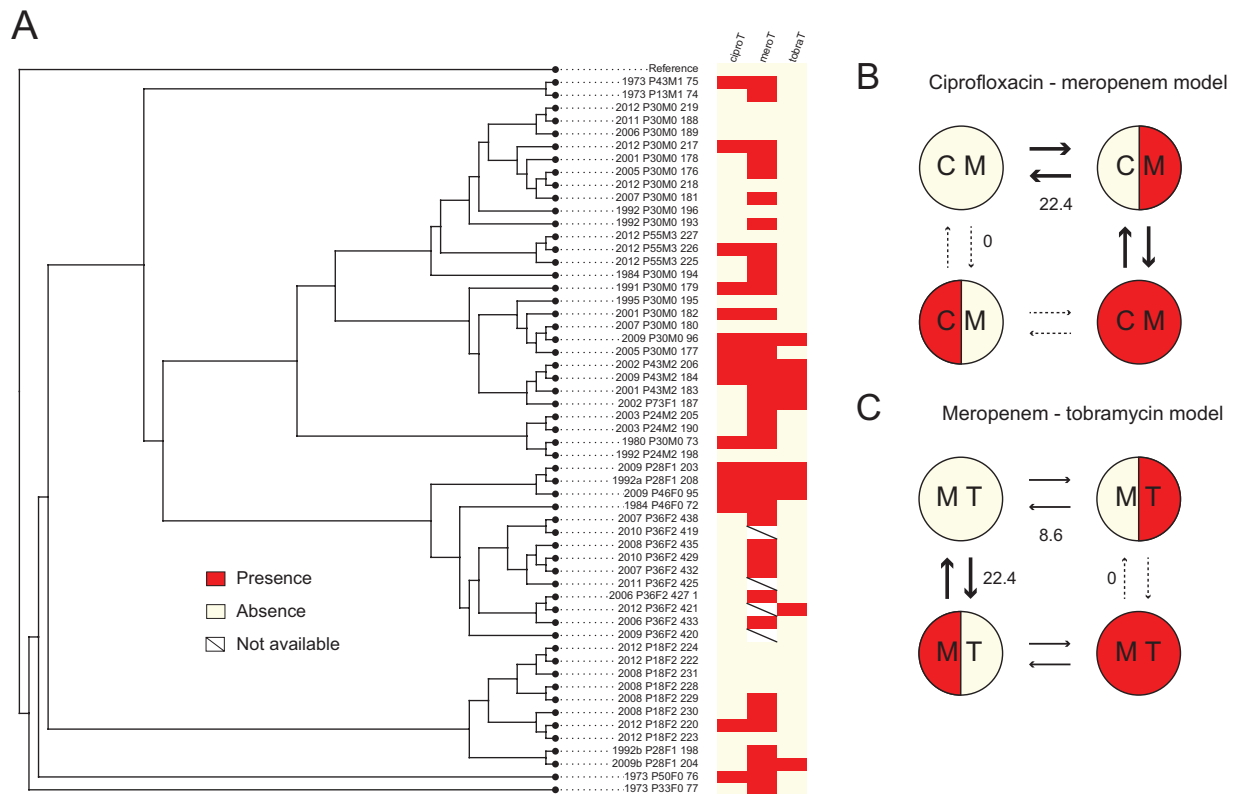 A
ciproT
meroT
tobraT
Reference
1973 P43M1 75
1973 P13M1 74
2012 P30M0 219
2011 P30M0 188
2006 P30M0 189
2012 P30M0 217
2001 P30M0 178
2005 P30M0 176
2012 P30M0 218
2007 P30M0 181
1992 P30M0 196
1992 P30M0 193
2012 P55M3 227
2012 P55M3 226
2012 P55M3 225
1984 P30M0 194
1991 P30M0 179
1995 P30M0 195
2001 P30M0 182
2007 P30M0 180
2009 P30M0 96
2005 P30M0 177
2002 P43M2 206
2009 P43M2 184
2001 P43M2 183
2002 P73F1 187
2003 P24M2 205
2003 P24M2 190
1980 P30M0 73
1992 P24M2 198
2009 P28F1 203
1992a P28F1 208
2009 P46F0 95
1984 P46F0 72
2007 P36F2 438
2010 P36F2 419
2008 P36F2 435
2010 P36F2 429
2007 P36F2 432
2011 P36F2 425
2006 P36F2 427 1
2012 P36F2 421
2006 P36F2 433
2009 P36F2 420
2012 P18F2 224
2012 P18F2 222
2008 P18F2 231
2008 P18F2 228
2008 P18F2 229
2008 P18F2 230
2012 P18F2 220
2012 P18F2 223
1992b P28F1 198
2009b P28F1 204
1973 P50F0 76
1973 P33F0 77
Presence
Absence
Not available
B
Ciprofloxacin - meropenem model
C M
C M
22.4
0
C M
C M
C
Meropenem - tobramycin model
M T
M T
8.6
22.4
0
M T
M T